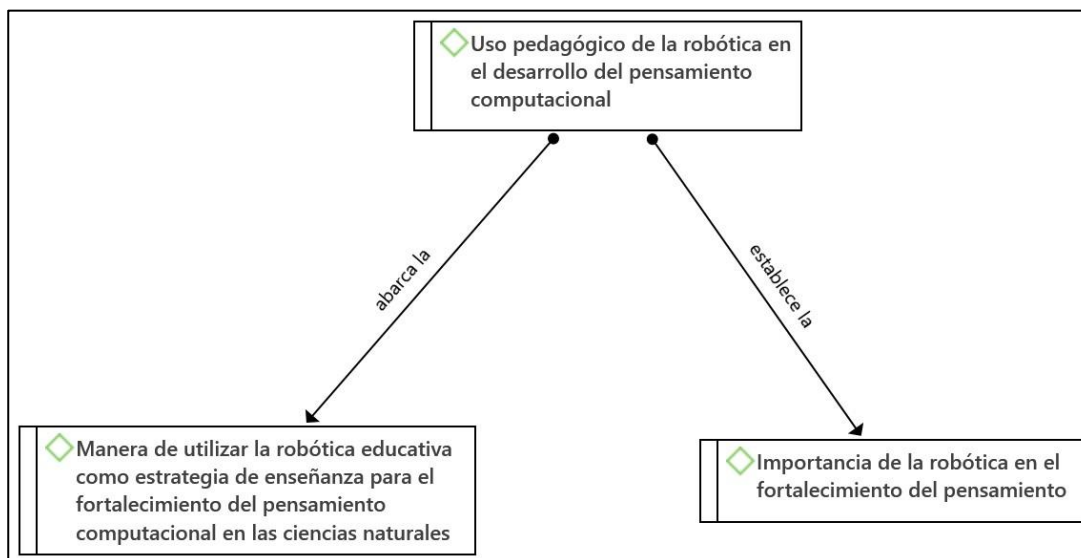 Uso pedagógico de la robótica en
el desarrollo del pensamiento
computacional
abarca la
establece la
Manera de utilizar la robótica educativa
como estrategia de enseñanza para el
fortalecimiento del pensamiento
computacional en las ciencias naturales
Importancia de la robótica en el
fortalecimiento del pensamiento